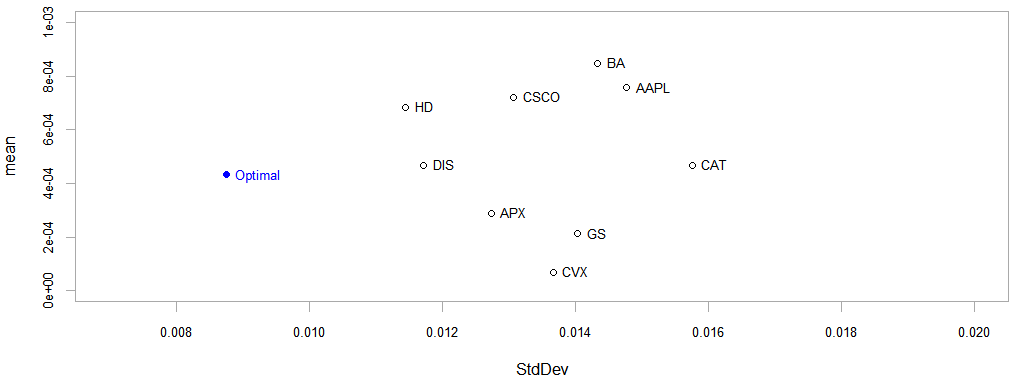 1e-03
8e-04
6e-04
4e-04
2e-04
0e+00
mean
BA
AAPL
CSCO
HD
DIS
CAT
Optimal
APX
GS
CVX
0.008 0.010 0.012 0.014 0.016 0.018 0.020
StdDev